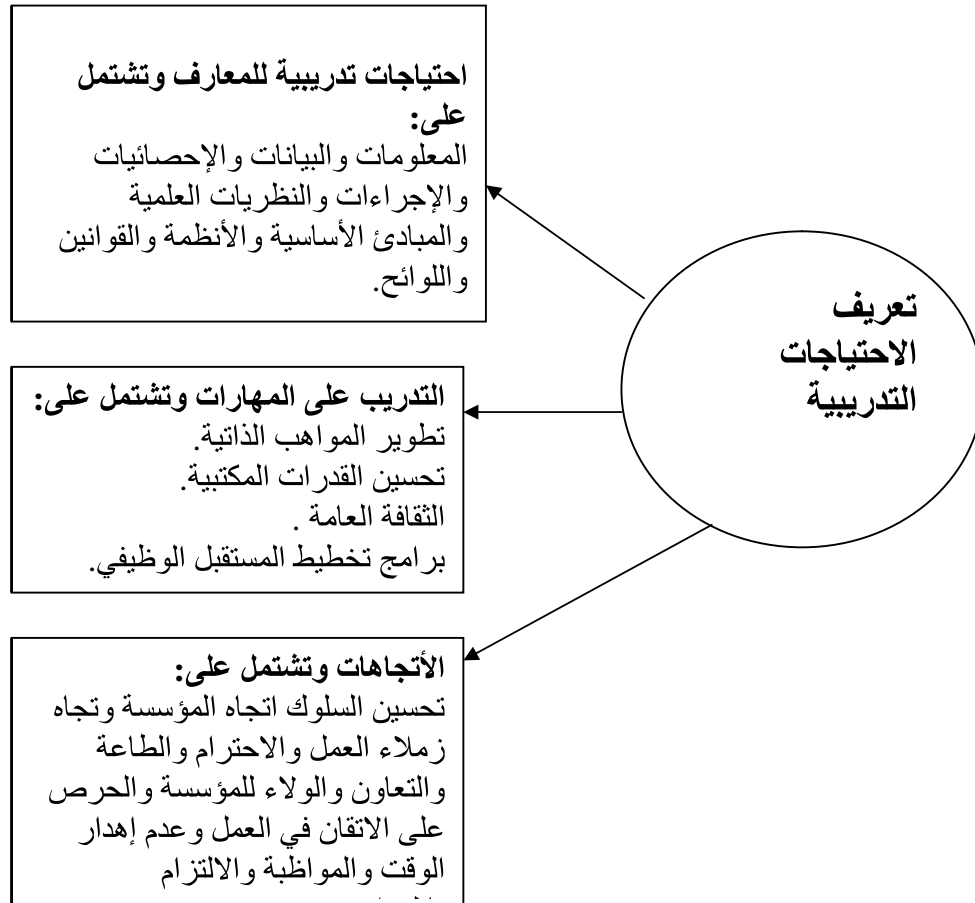 تعريف
الاحتياجات
التدريبية
احتياجات تدريبية للمعارف وتشتمل
على:
المعلومات والبيانات والإحصائيات
والإجراءات والنظريات العلمية
والمبادئ الأساسية والأنظمة والقوانين
واللوائح.
التدريب على المهارات وتشتمل على:
تطوير المواهب الذاتية.
تحسين القدرات المكتبية.
الثقافة العامة .
برامج تخطيط المستقبل الوظيفي.
الأتجاهات وتشتمل على:
تحسين السلوك اتجاه المؤسسة وتجاه
زملاء العمل والاحترام والطاعة
والتعاون والولاء للمؤسسة والحرص
على الاتقان في العمل وعدم إهدار
الوقت والمواظبة والالتزام